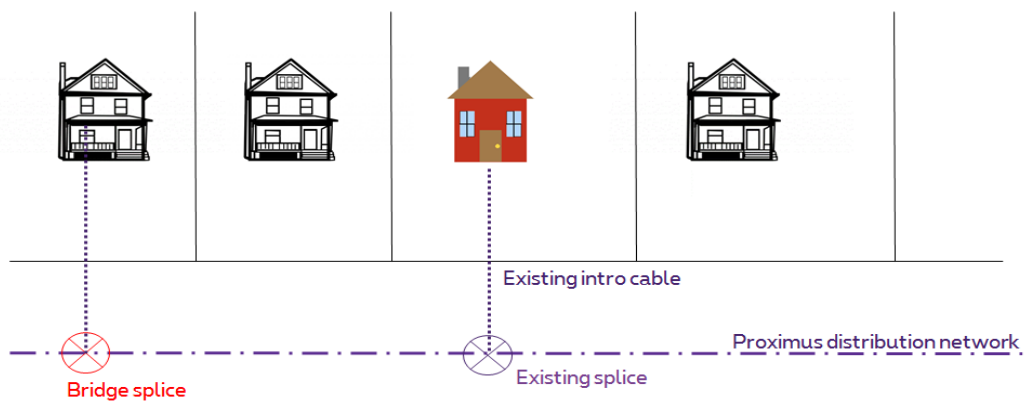 Existing intro cable
Proximus distribution network
Existing splice
Bridge splice